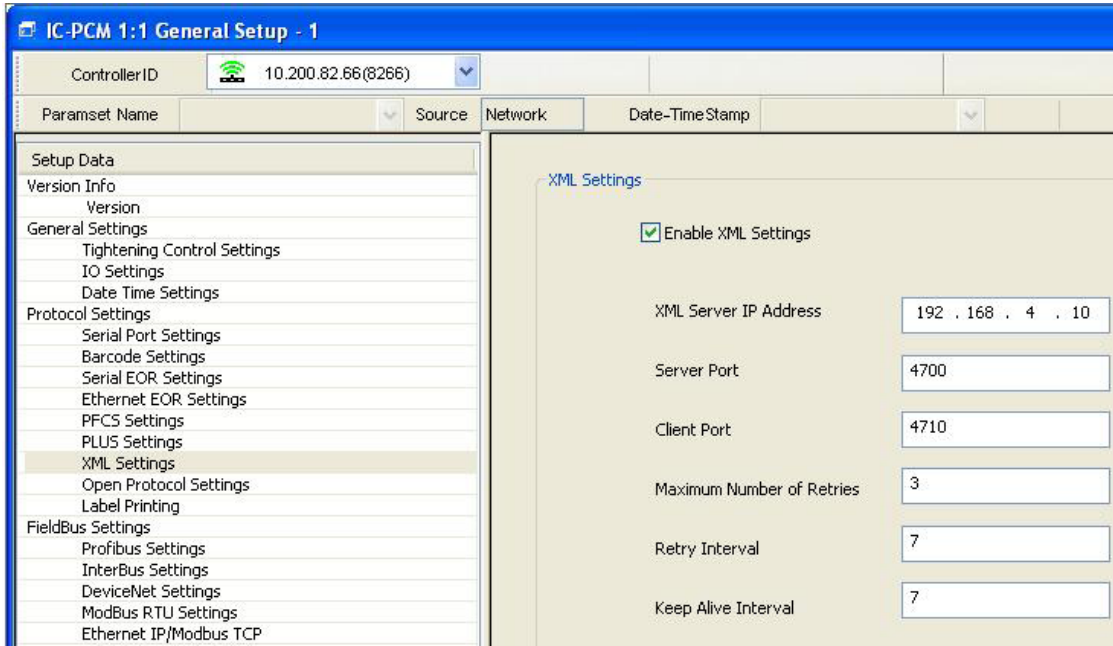 IC-PCM 1:1 General Setup - 1
ControllerID 10.200.82.66(8266)
Paramset Name Source Network Date-TimeStamp
Setup Data
Version Info
Version
General Settings
Tightening Control Settings
IO Settings
Date Time Settings
Protocol Settings
Serial Port Settings
Barcode Settings
Serial EOR Settings
Ethernet EOR Settings
PFCS Settings
PLUS Settings
XML Settings
Open Protocol Settings
Label Printing
FieldBus Settings
Profibus Settings
InterBus Settings
DeviceNet Settings
ModBus RTU Settings
Ethernet IP/Modbus TCP
XML Settings
Enable XML Settings
XML Server IP Address 192 . 168 . 4 . 10
Server Port 4700
Client Port 4710
Maximum Number of Retries 3
Retry Interval 7
Keep Alive Interval 7